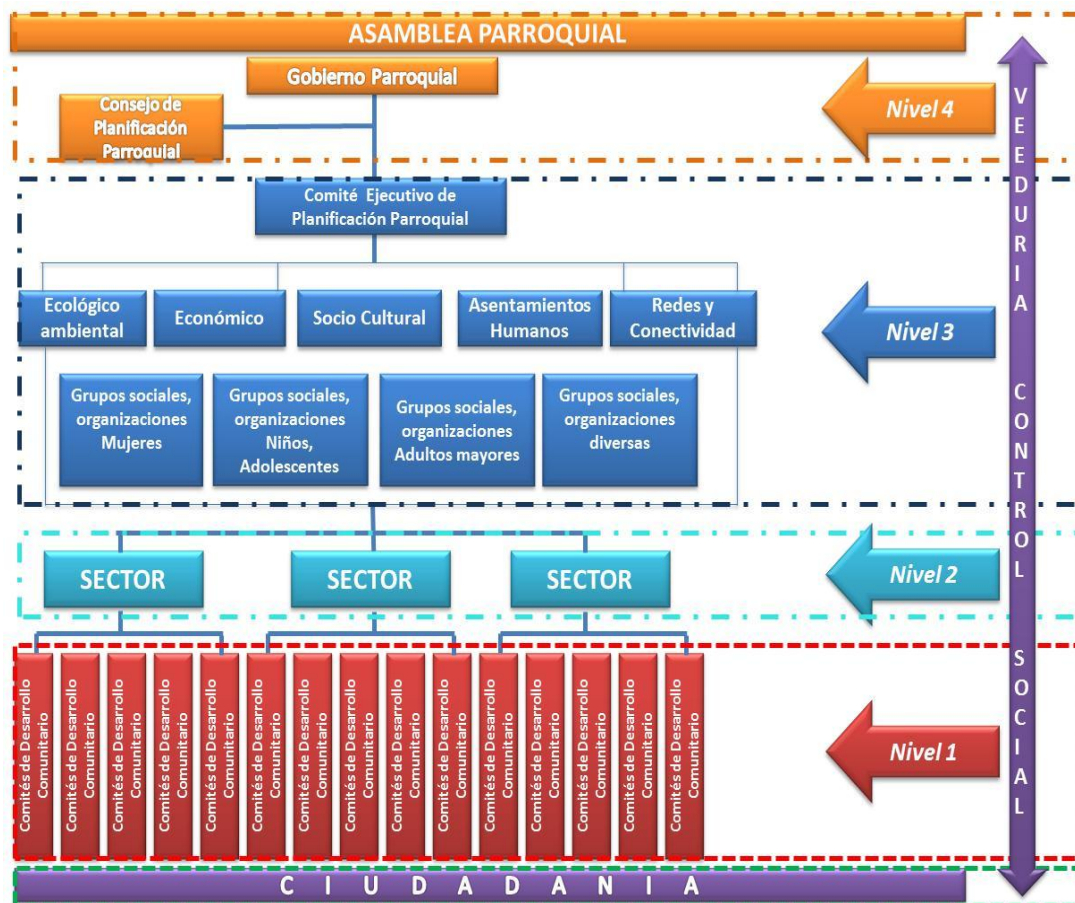 ASAMBLEA PARROQUIAL
Gobierno Parroquial
Consejo de
Planificación
Parroquial
Nivel 4
Comité Ejecutivo de
Planificación Parroquial
Ecológico
ambiental
Económico
Socio Cultural
Asentamientos
Humanos
Redes y
Conectividad
Nivel 3
Grupos sociales,
organizaciones
Mujeres
Grupos sociales,
organizaciones
Niños,
Adolescentes
Grupos sociales,
organizaciones
Adultos mayores
Grupos sociales,
organizaciones
diversas
SECTOR
SECTOR
SECTOR
Nivel 2
Comités de Desarrollo
Comunitario
Comités de Desarrollo
Comunitario
Comités de Desarrollo
Comunitario
Comités de Desarrollo
Comunitario
Comités de Desarrollo
Comunitario
Comités de Desarrollo
Comunitario
Comités de Desarrollo
Comunitario
Comités de Desarrollo
Comunitario
Comités de Desarrollo
Comunitario
Comités de Desarrollo
Comunitario
Comités de Desarrollo
Comunitario
Comités de Desarrollo
Comunitario
Comités de Desarrollo
Comunitario
Comités de Desarrollo
Comunitario
Comités de Desarrollo
Comunitario
Nivel 1
CIUDADANIA
VEEDURIA CONTROL SOCIAL